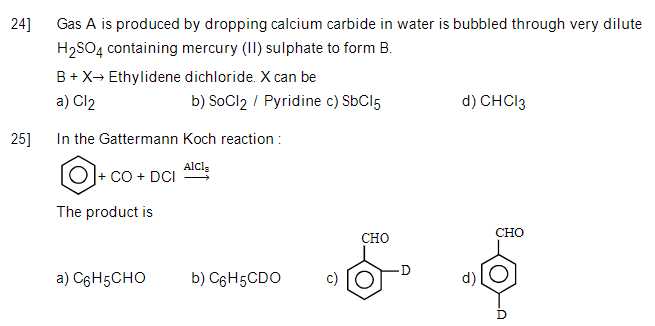 24] Gas A is produced by dropping calcium carbide in water is bubbled through very dilute
H₂SO₄ containing mercury (II) sulphate to form B.
B + X→ Ethylidene dichloride. X can be
a) Cl₂ b) SoCl₂ / Pyridine c) SbCl₅ d) CHCl₃
25] In the Gattermann Koch reaction :
+ CO + DCl AlCl₃ →
The product is
CHO CHO
a) C₆H₅CHO b) C₆H₅CDO c) D d)
D